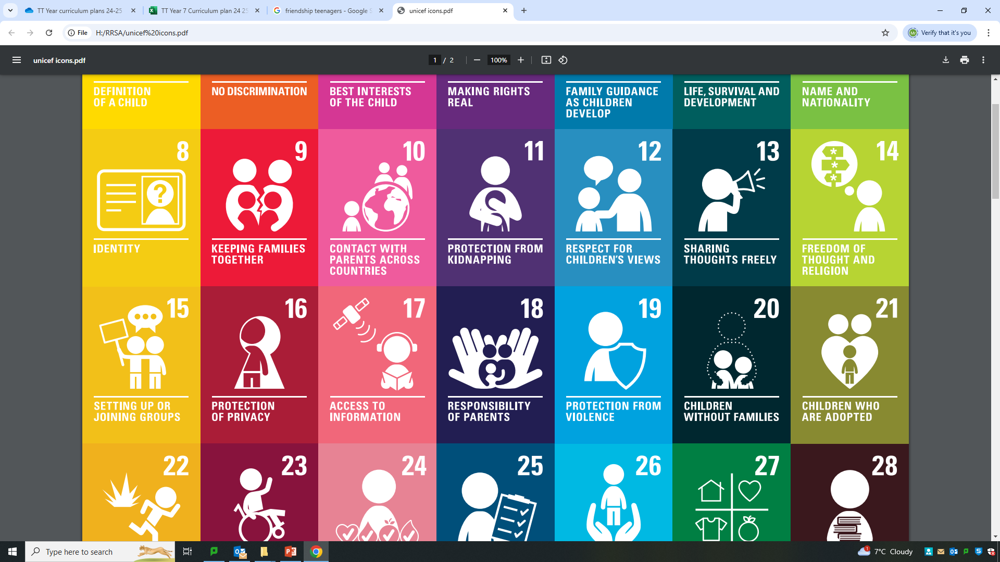 TT Year curriculum plans 24-25
TT Year 7 Curriculum plan 24 25
friendship teenagers - Google S
unicef icons.pdf
File
H:/RRSA/unicef%20icons.pdf
Verify that it's you
unicef icons.pdf
1 / 2
100%
DEFINITION
OF A CHILD
NO DISCRIMINATION
BEST INTERESTS
OF THE CHILD
MAKING RIGHTS
REAL
FAMILY GUIDANCE
AS CHILDREN
DEVELOP
LIFE, SURVIVAL AND
DEVELOPMENT
NAME AND
NATIONALITY
8
?
IDENTITY
9
KEEPING FAMILIES
TOGETHER
10
CONTACT WITH
PARENTS ACROSS
COUNTRIES
11
PROTECTION FROM
KIDNAPPING
12
RESPECT FOR
CHILDREN'S VIEWS
13
SHARING
THOUGHTS FREELY
14
*
*
*
FREEDOM OF
THOUGHT AND
RELIGION
15
SETTING UP OR
JOINING GROUPS
16
PROTECTION
OF PRIVACY
17
ACCESS TO
INFORMATION
18
RESPONSIBILITY
OF PARENTS
19
PROTECTION FROM
VIOLENCE
20
CHILDREN
WITHOUT FAMILIES
21
CHILDREN WHO
ARE ADOPTED
22
23
24
25
26
27
28
Type here to search
1
7°C Cloudy